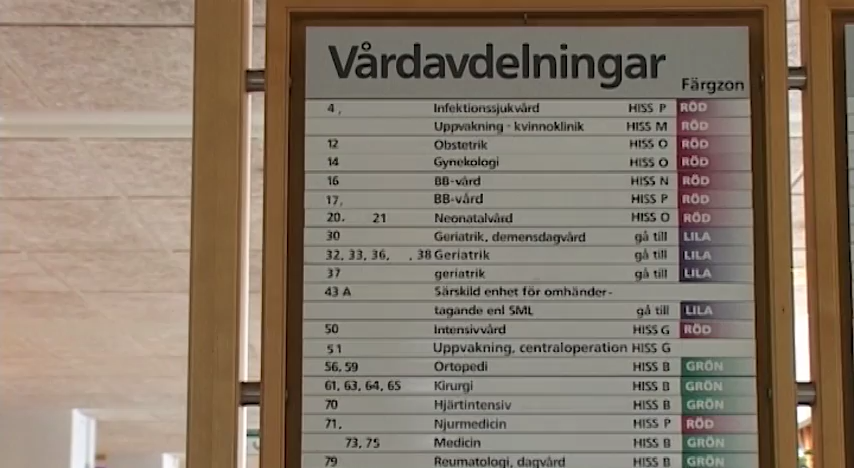 Vårdavdelningar
Färgzon
4, Infektionssjukvård HISS P RÖD
Uppvakning - kvinnoklinik HISS M RÖD
12 Obstetrik HISS O RÖD
14 Gynekologi HISS O RÖD
16 BB-vård HISS N RÖD
17, BB-vård HISS P RÖD
20. 21 Neonatalvård HISS O RÖD
30 Geriatrik, demensdagvård gå till LILA
32, 33, 36, , 38 Geriatrik gå till LILA
37 geriatrik gå till LILA
43 A Särskild enhet för omhänder-
tagande enl SML gå till LILA
50 Intensivvård HISS G RÖD
51 Uppvakning, centraloperation HISS G
56, 59 Ortopedi HISS B GRÖN
61, 63, 64, 65 Kirurgi HISS B GRÖN
70 Hjärtintensiv HISS B GRÖN
71, Njurmedicin HISS P RÖD
73, 75 Medicin HISS B GRÖN
79 Reumatologi, dagvård HISS B GRÖN